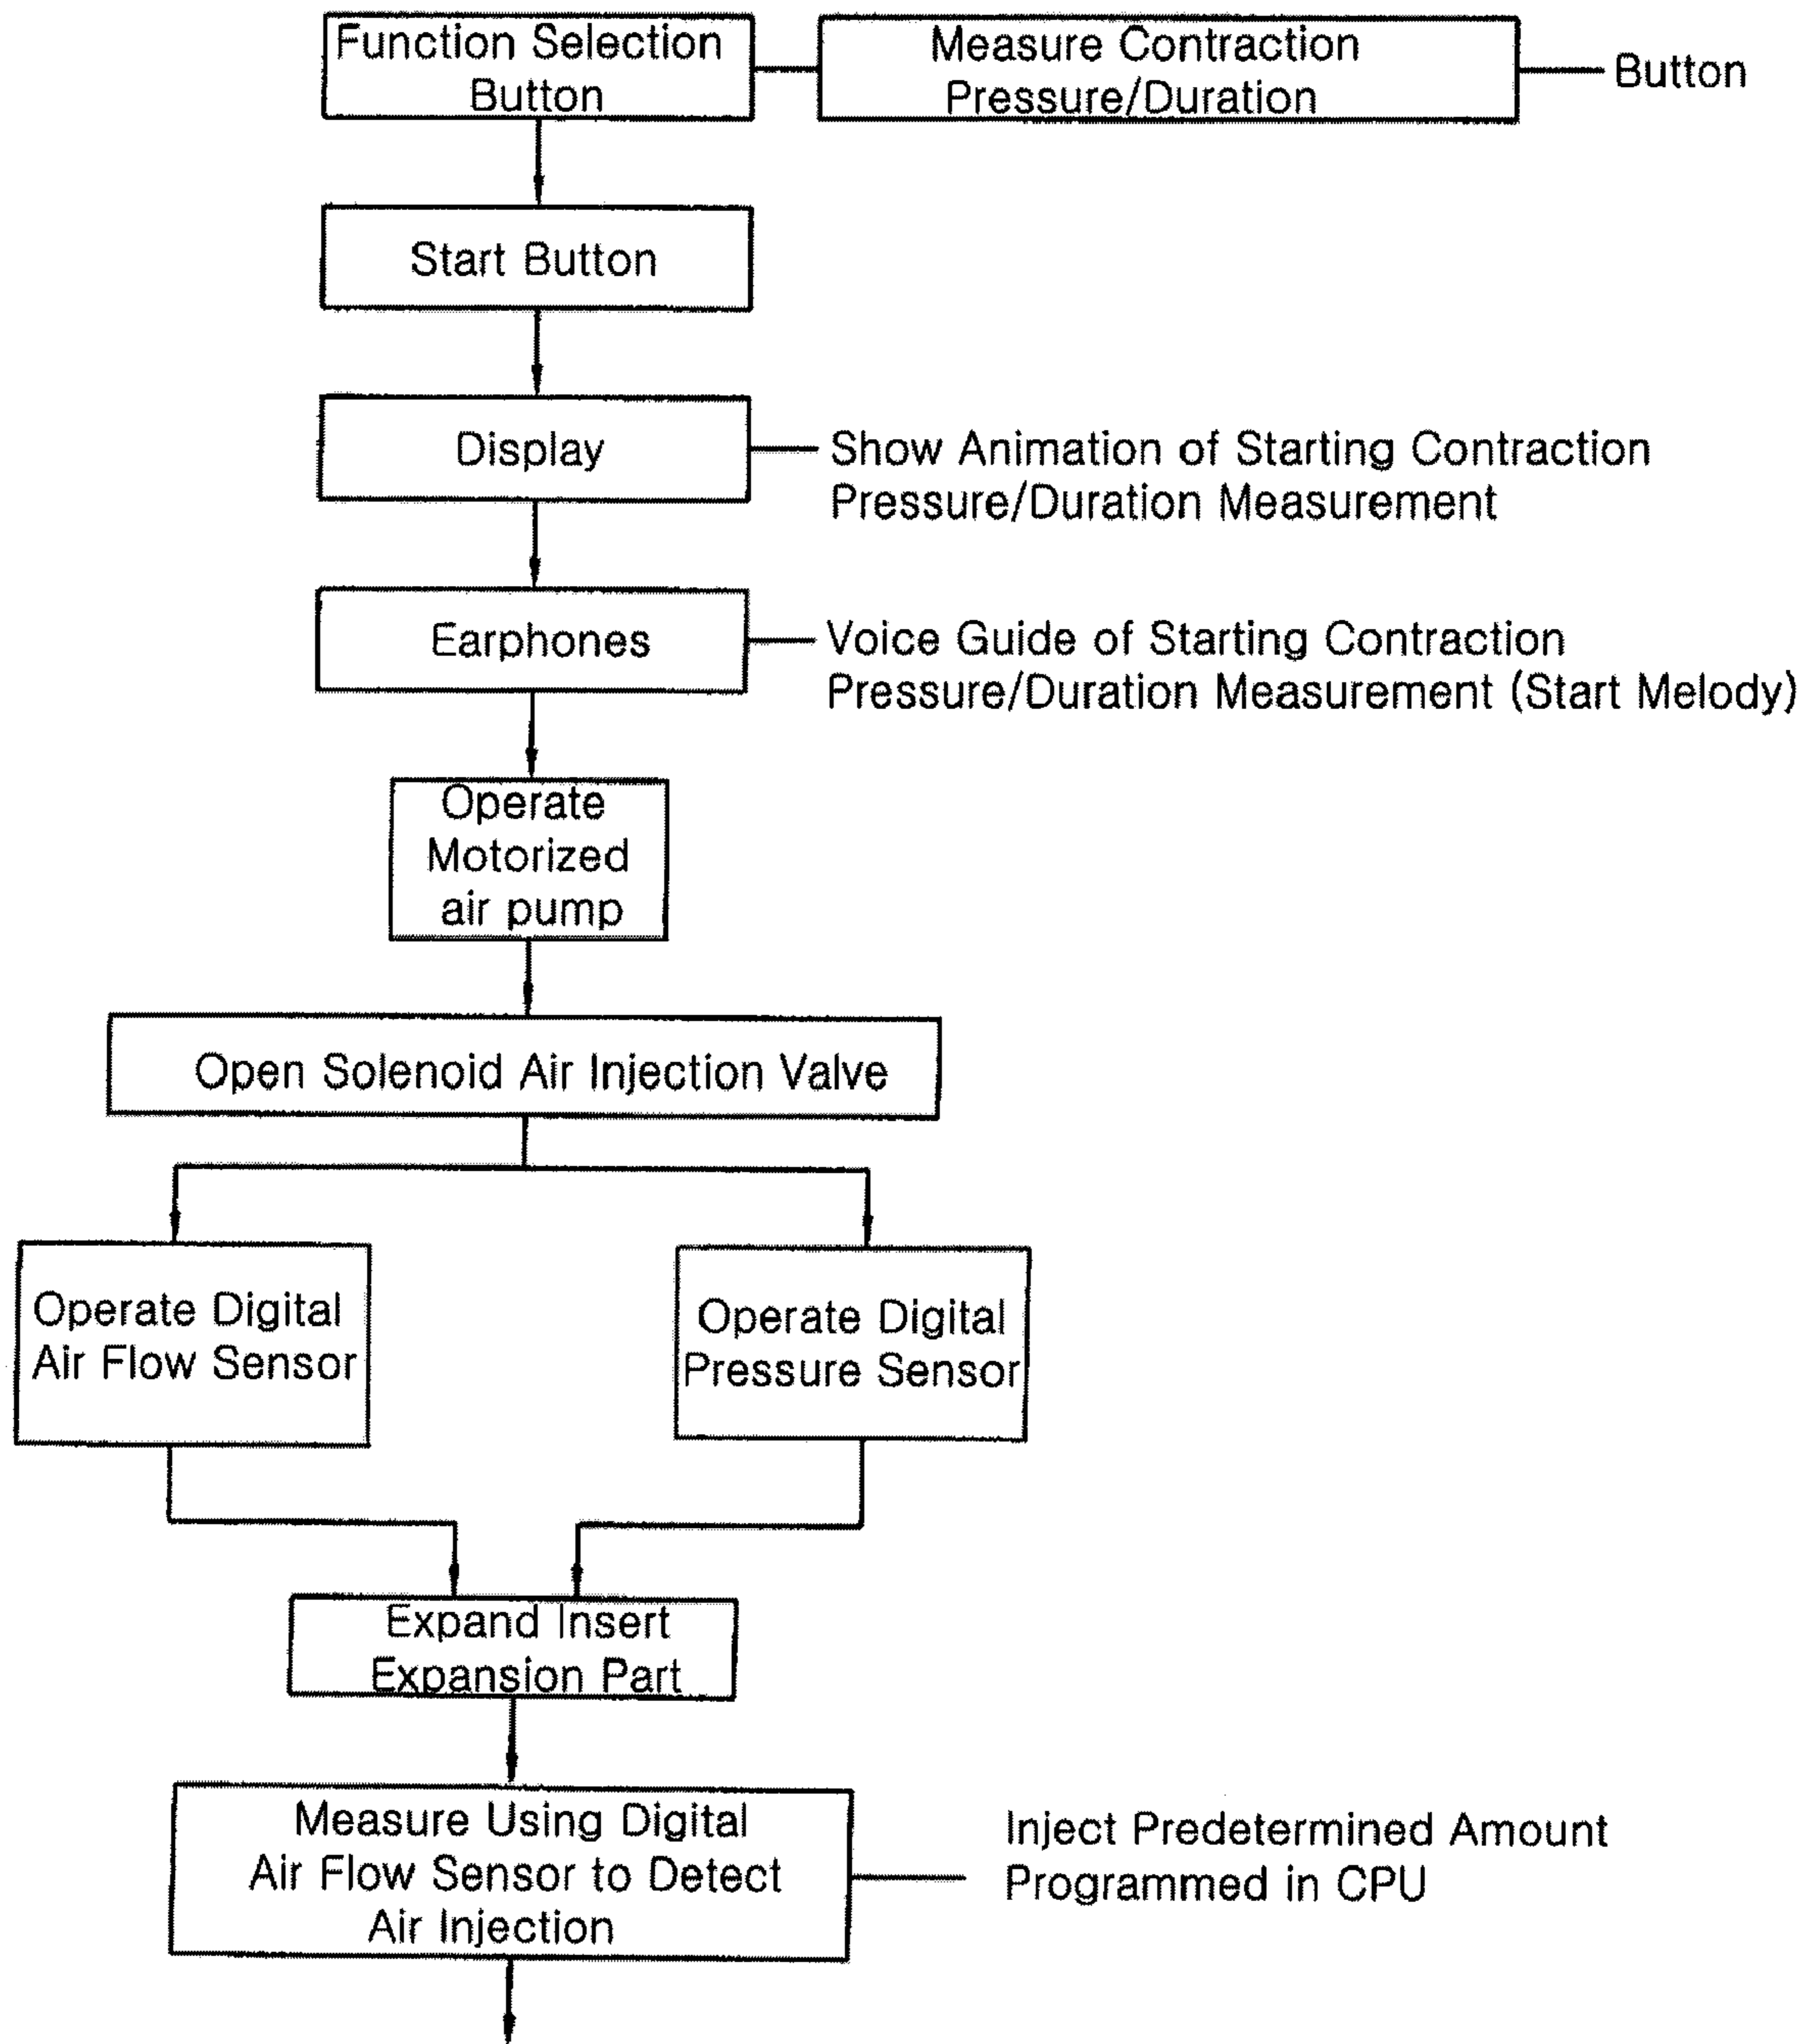 Function Selection
Button
Measure Contraction
Pressure/Duration
Button
Start Button
Display
Show Animation of Starting Contraction
Pressure/Duration Measurement
Earphones
Voice Guide of Starting Contraction
Pressure/Duration Measurement (Start Melody)
Operate
Motorized
air pump
Open Solenoid Air Injection Valve
Operate Digital
Air Flow Sensor
Operate Digital
Pressure Sensor
Expand Insert
Expansion Part
Measure Using Digital
Air Flow Sensor to Detect
Air Injection
Inject Predetermined Amount
Programmed in CPU